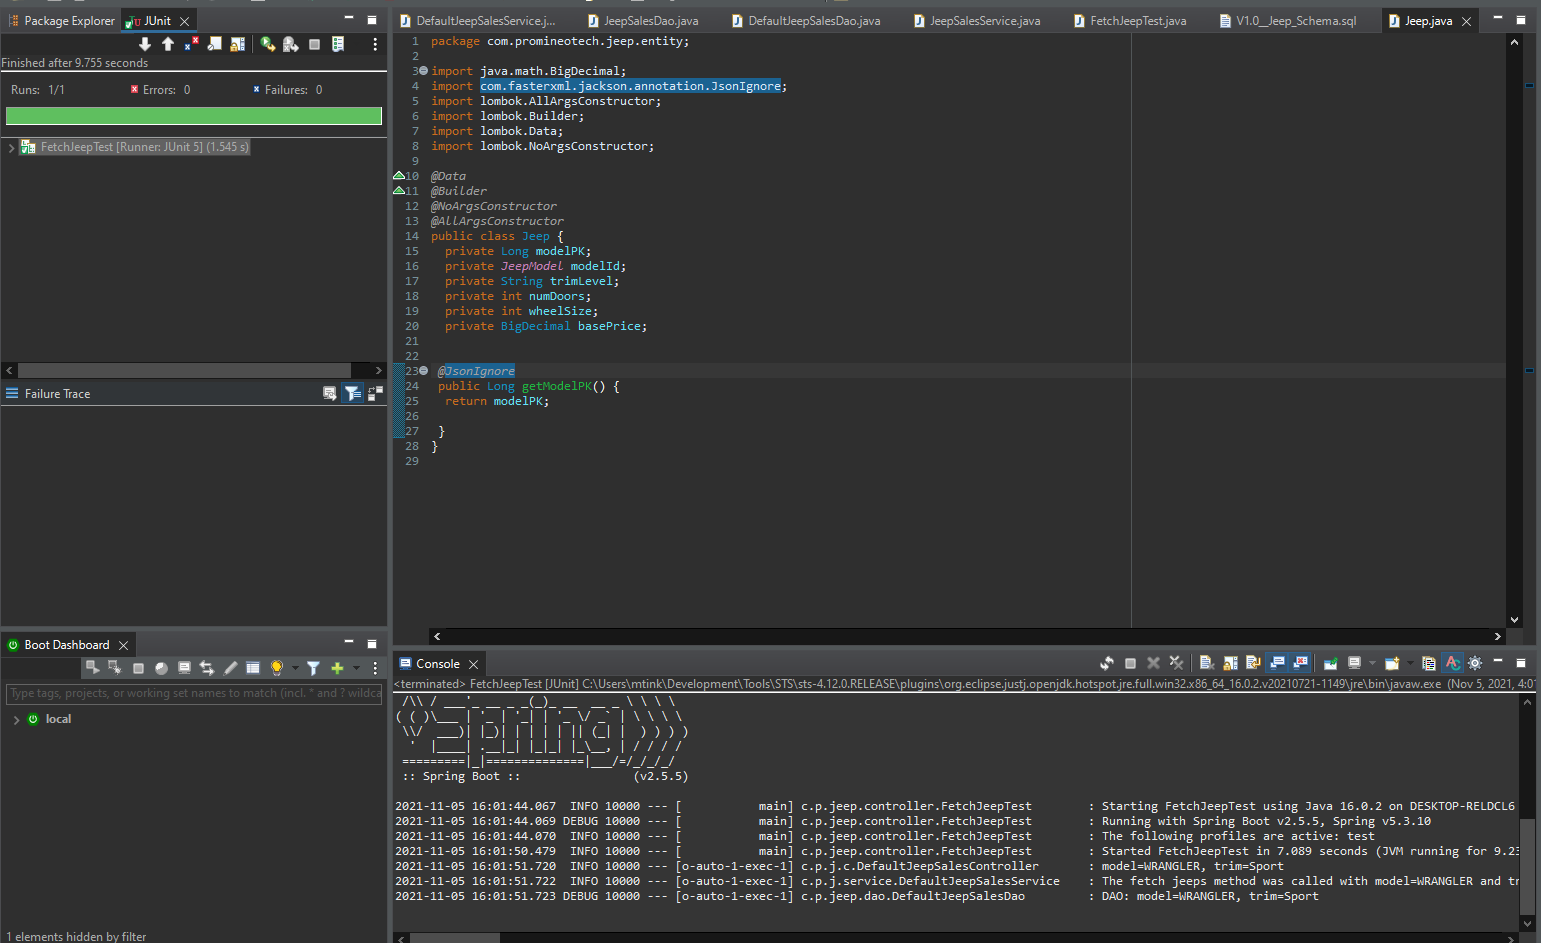 Package Explorer
JUnit
Finished after 9.755 seconds
Runs: 1/1
Errors: 0
Failures: 0
FetchJeepTest [Runner: JUnit 5] (1.545 s)
Failure Trace
Boot Dashboard
Type tags, projects, or working set names to match (incl. * and ? wildca
local
1 elements hidden by filter
DefaultJeepSalesService.j...
JeepSalesDao.java
DefaultJeepSalesDao.java
JeepSalesService.java
FetchJeepTest.java
V1.0__Jeep_Schema.sql
Jeep.java
1 package com.promineotech.jeep.entity;
2
3 import java.math.BigDecimal;
4 import com.fasterxml.jackson.annotation.JsonIgnore;
5 import lombok.AllArgsConstructor;
6 import lombok.Builder;
7 import lombok.Data;
8 import lombok.NoArgsConstructor;
9
10 @Data
11 @Builder
12 @NoArgsConstructor
13 @AllArgsConstructor
14 public class Jeep {
15 private Long modelPK;
16 private JeepModel modelId;
17 private String trimLevel;
18 private int numDoors;
19 private int wheelSize;
20 private BigDecimal basePrice;
21
22
23 @JsonIgnore
24 public Long getModelPK() {
25 return modelPK;
26
27 }
28 }
29
Console
<terminated> FetchJeepTest [JUnit] C:\Users\mtink\Development\Tools\STS\sts-4.12.0.RELEASE\plugins\org.eclipse.justj.openjdk.hotspot.jre.full.win32.x86_64_16.0.2.v20210721-1149\jre\bin\javaw.exe (Nov 5, 2021, 4:01
 /\\ / ___'_ __ _ _(_)_ __  __ _ \ \ \ \
( ( )\___ | '_ | '_| | '_ \/ _` | \ \ \ \
 \\/  ___)| |_)| | | | | || (_| |  ) ) ) )
  '  |____| .__|_| |_|_| |_\__, | / / / /
 =========|_|==============|___/=/_/_/_/
 :: Spring Boot ::                (v2.5.5)
2021-11-05 16:01:44.067  INFO 10000 --- [           main] c.p.jeep.controller.FetchJeepTest        : Starting FetchJeepTest using Java 16.0.2 on DESKTOP-RELDCL6
2021-11-05 16:01:44.069 DEBUG 10000 --- [           main] c.p.jeep.controller.FetchJeepTest        : Running with Spring Boot v2.5.5, Spring v5.3.10
2021-11-05 16:01:44.070  INFO 10000 --- [           main] c.p.jeep.controller.FetchJeepTest        : The following profiles are active: test
2021-11-05 16:01:50.479  INFO 10000 --- [           main] c.p.jeep.controller.FetchJeepTest        : Started FetchJeepTest in 7.089 seconds (JVM running for 9.23
2021-11-05 16:01:51.720  INFO 10000 --- [o-auto-1-exec-1] c.p.j.c.DefaultJeepSalesController       : model=WRANGLER, trim=Sport
2021-11-05 16:01:51.722  INFO 10000 --- [o-auto-1-exec-1] c.p.j.service.DefaultJeepSalesService    : The fetch jeeps method was called with model=WRANGLER and tr
2021-11-05 16:01:51.723 DEBUG 10000 --- [o-auto-1-exec-1] c.p.jeep.dao.DefaultJeepSalesDao         : DAO: model=WRANGLER, trim=Sport